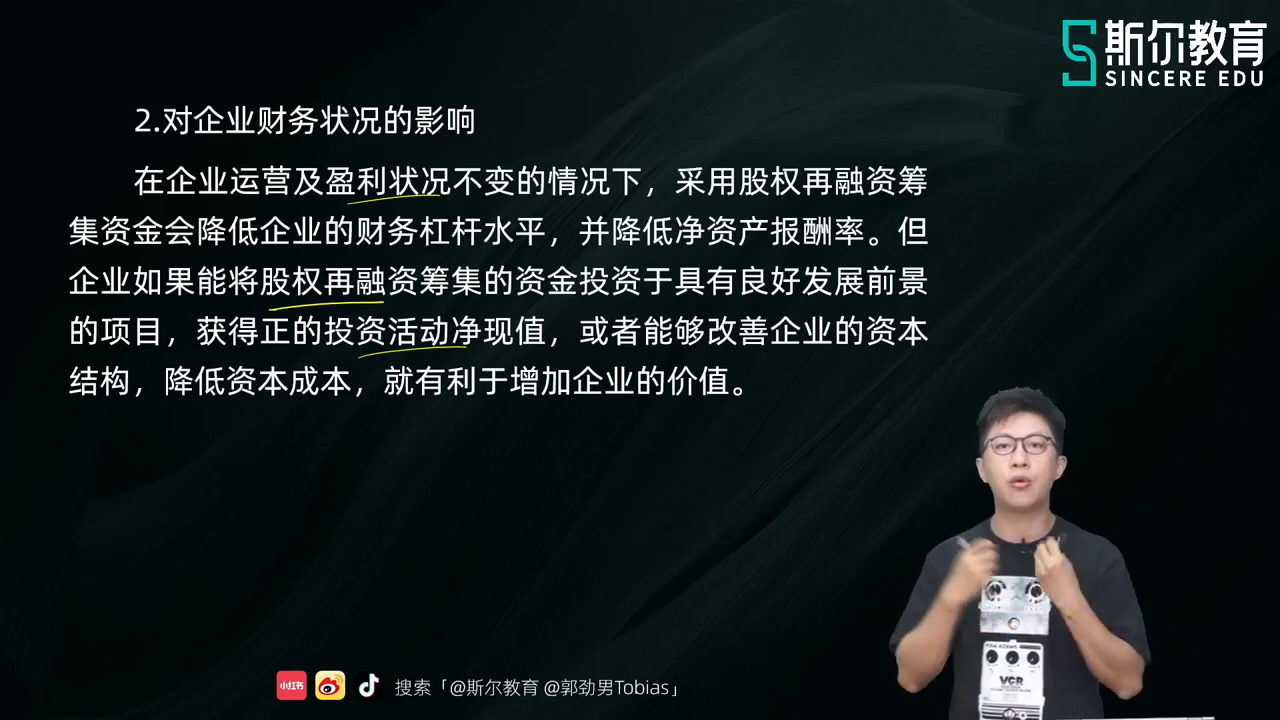 斯尔教育
SINCERE EDU
2.对企业财务状况的影响
在企业运营及盈利状况不变的情况下，采用股权再融资筹
集资金会降低企业的财务杠杆水平，并降低净资产报酬率。但
企业如果能将股权再融资筹集的资金投资于具有良好发展前景
的项目，获得正的投资活动净现值，或者能够改善企业的资本
结构，降低资本成本，就有利于增加企业的价值。
VCR
小红书
搜索「@斯尔教育 @郭劲男Tobias」